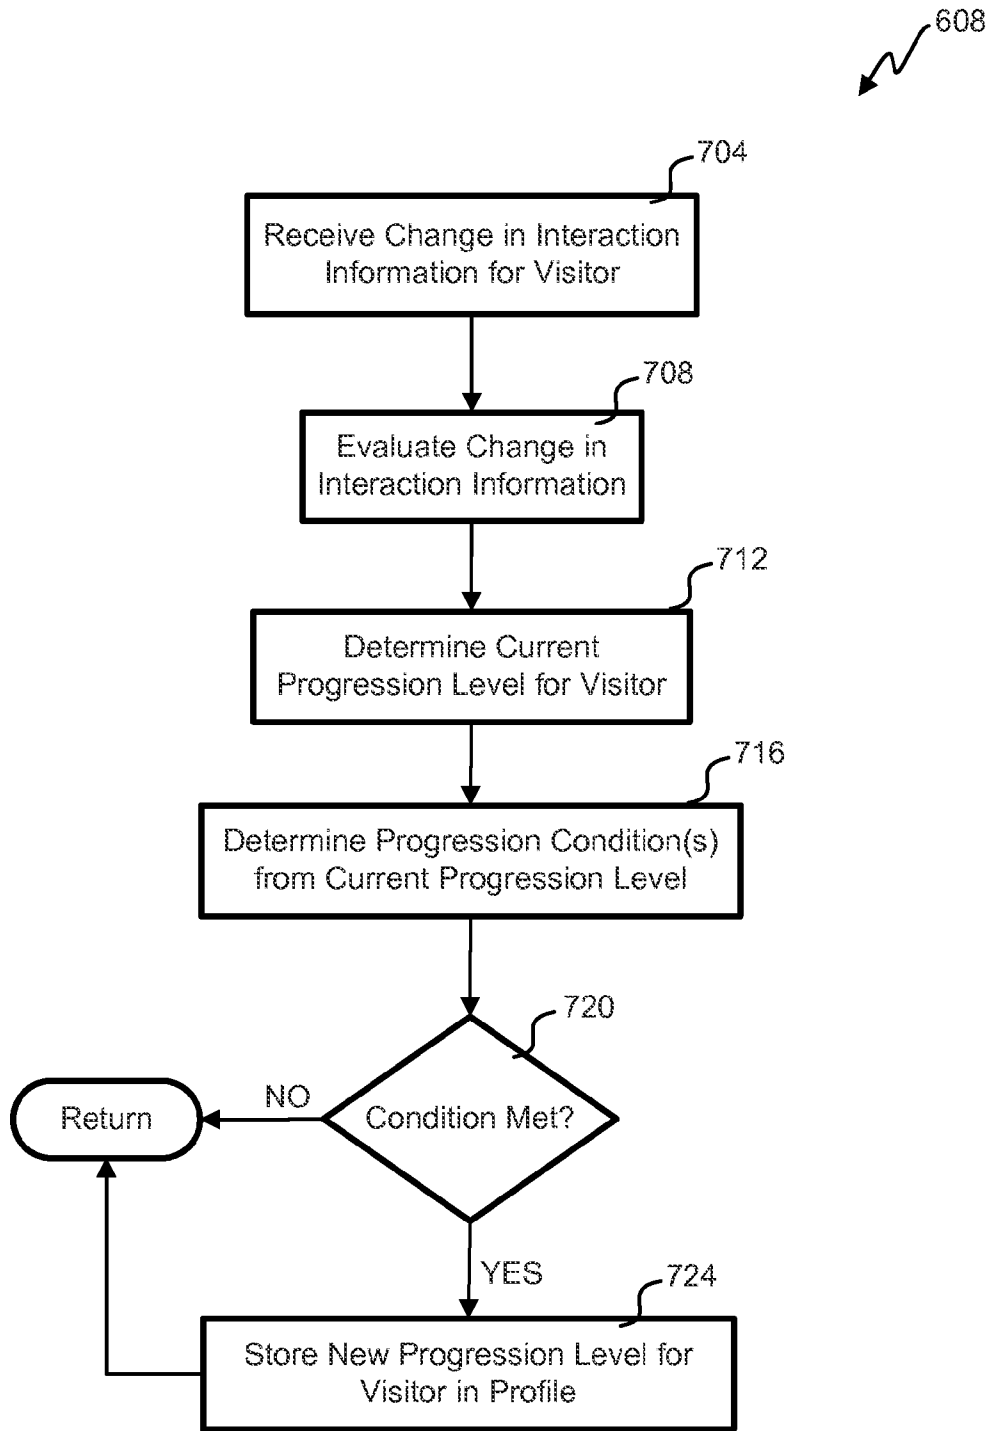 608
704
Receive Change in Interaction
Information for Visitor
708
Evaluate Change in
Interaction Information
712
Determine Current
Progression Level for Visitor
716
Determine Progression Condition(s)
from Current Progression Level
720
Condition Met?
NO
Return
YES
724
Store New Progression Level for
Visitor in Profile